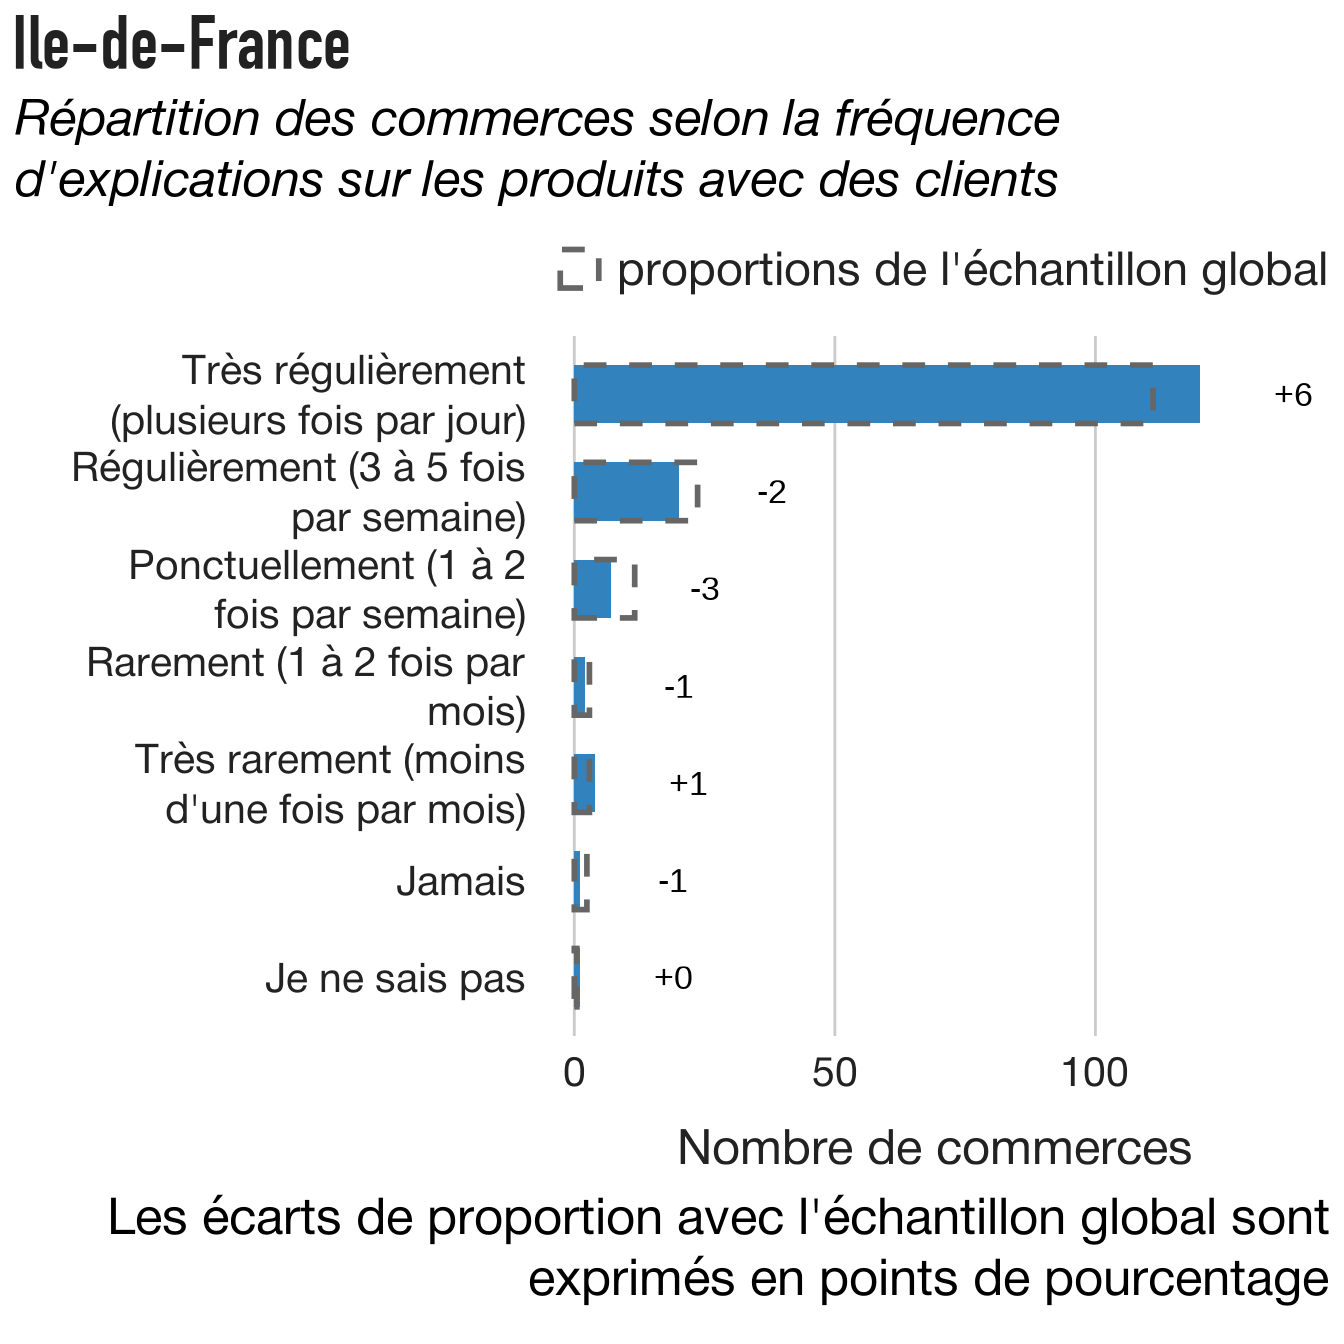 Ile-de-France
Répartition des commerces selon la fréquence
d'explications sur les produits avec des clients
proportions de l'échantillon global
Très régulièrement
(plusieurs fois par jour)
+6
Régulièrement (3 à 5 fois
par semaine)
-2
Ponctuellement (1 à 2
fois par semaine)
-3
Rarement (1 à 2 fois par
mois)
-1
Très rarement (moins
d'une fois par mois)
+1
Jamais
-1
Je ne sais pas
+0
0 50 100
Nombre de commerces
Les écarts de proportion avec l'échantillon global sont
exprimés en points de pourcentage